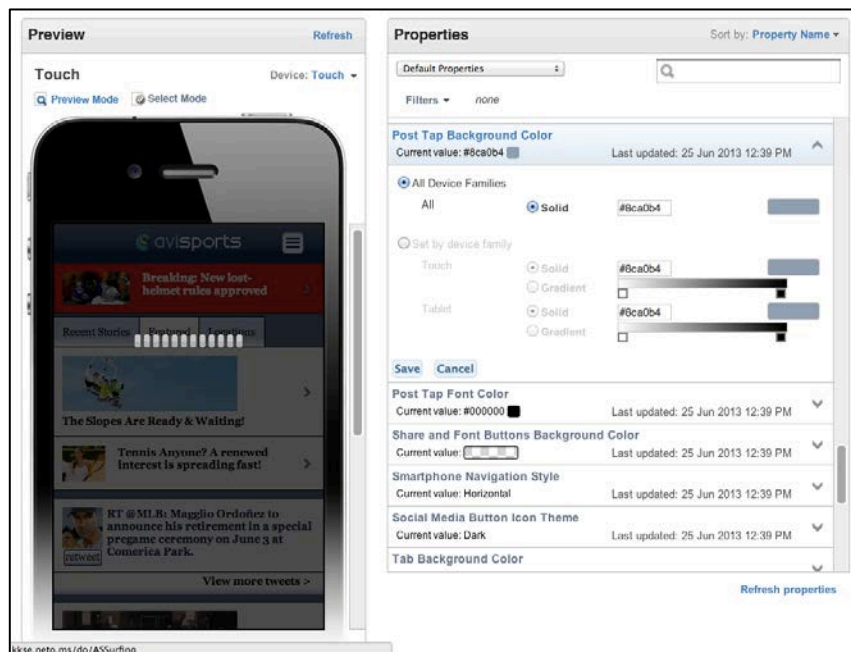 Preview
Refresh
Touch
Device: Touch
Preview Mode
Select Mode
avisports
Breaking: New lost-
helmet rules approved
Recent Stories
Featured
Locations
The Slopes Are Ready & Waiting!
Tennis Anyone? A renewed
interest is spreading fast!
RT @MLB: Magglio Ordoñez to
announce his retirement in a special
pregame ceremony on June 3 at
Comerica Park.
retweet
View more tweets >
kkse.neto.ms/do/ASSurfing
Properties
Sort by: Property Name
Default Properties
Filters
none
Post Tap Background Color
Current value: #8ca0b4
Last updated: 25 Jun 2013 12:39 PM
All Device Families
All
Solid
#8ca0b4
Set by device family
Touch
Solid
#8ca0b4
Gradient
Tablet
Solid
#8ca0b4
Gradient
Save
Cancel
Post Tap Font Color
Current value: #000000
Last updated: 25 Jun 2013 12:39 PM
Share and Font Buttons Background Color
Current value:
Last updated: 25 Jun 2013 12:39 PM
Smartphone Navigation Style
Current value: Horizontal
Last updated: 25 Jun 2013 12:39 PM
Social Media Button Icon Theme
Current value: Dark
Last updated: 25 Jun 2013 12:39 PM
Tab Background Color
Refresh properties